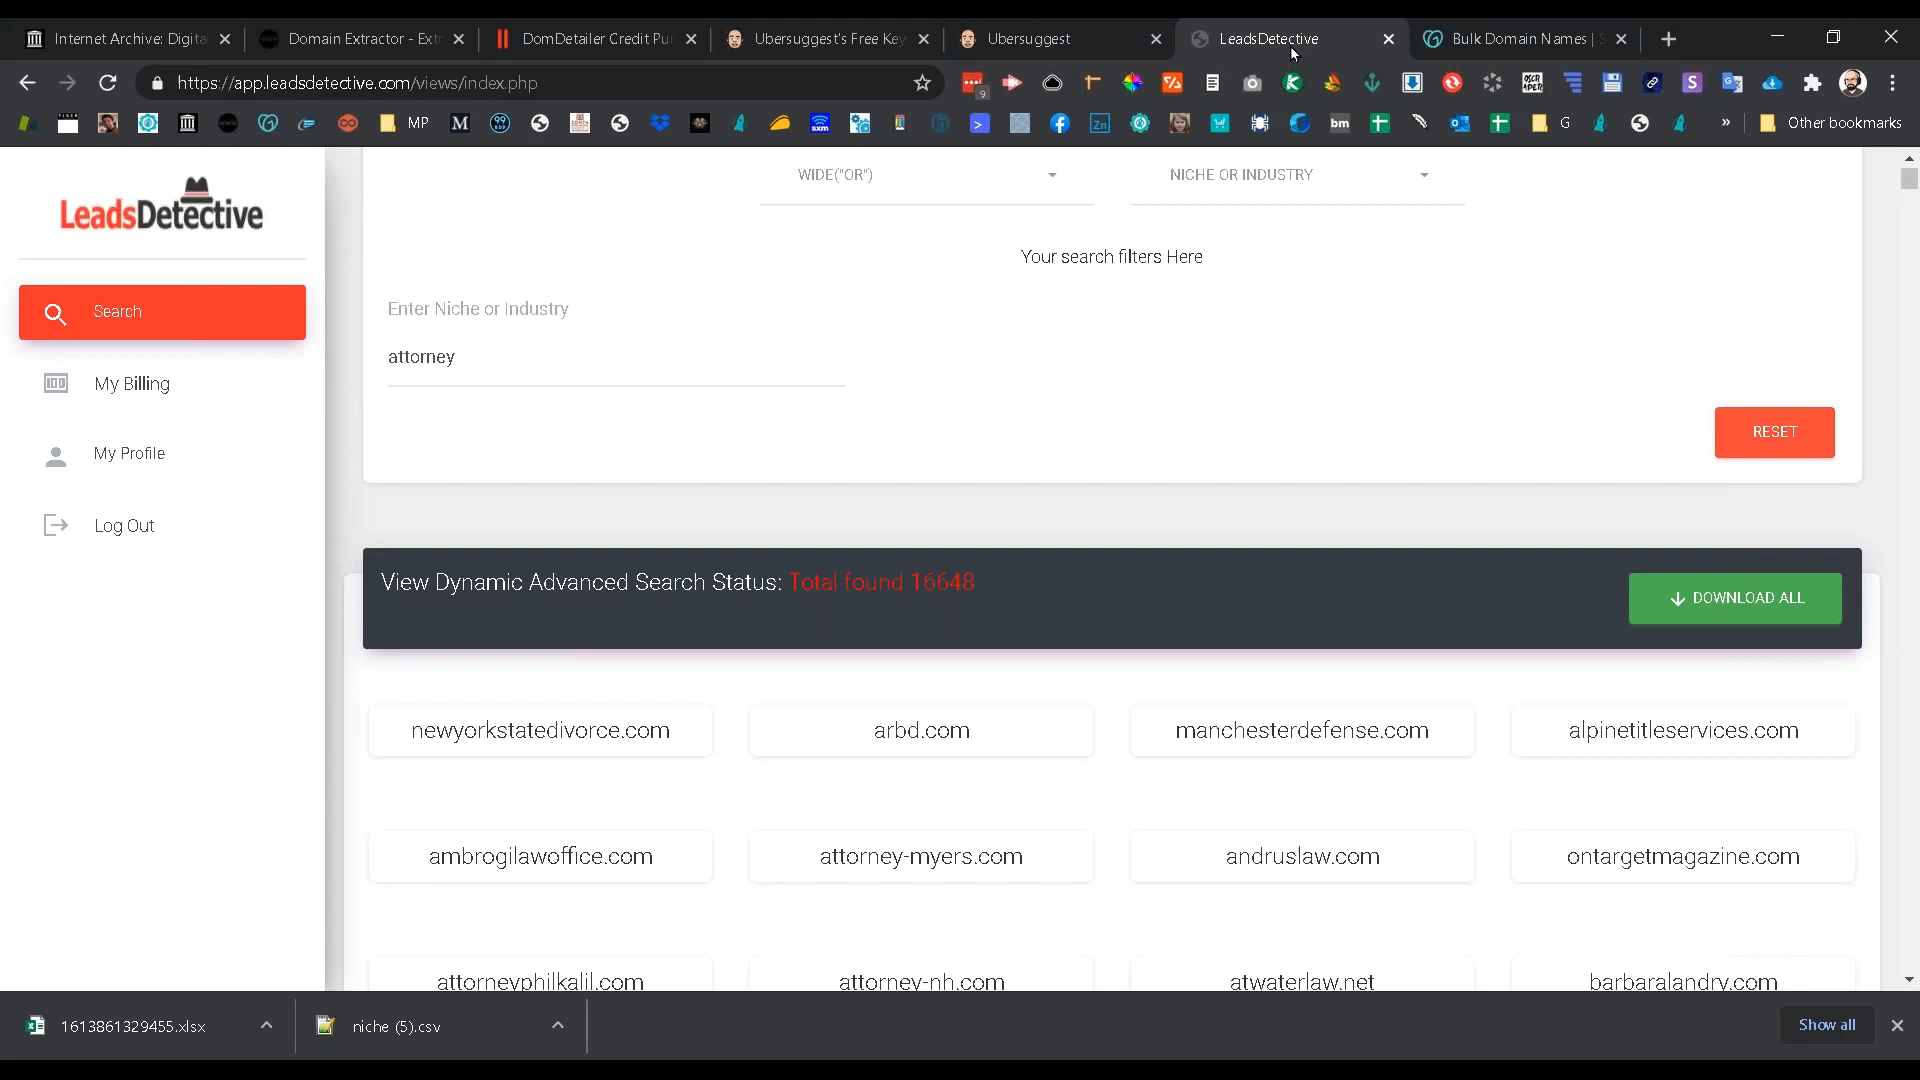 Internet Archive: Digita
Domain Extractor - Ext
DomDetailer Credit Pu
Ubersuggest's Free Key
Ubersuggest
LeadsDetective
Bulk Domain Names | S
https://app.leadsdetective.com/views/index.php
9
MP
M
bm
G
»
Other bookmarks
LeadsDetective
WIDE("OR")
NICHE OR INDUSTRY
Your search filters Here
Enter Niche or Industry
attorney
Search
My Billing
My Profile
Log Out
RESET
View Dynamic Advanced Search Status: Total found 16648
DOWNLOAD ALL
newyorkstatedivorce.com
arbd.com
manchesterdefense.com
alpinetitleservices.com
ambrogilawoffice.com
attorney-myers.com
andruslaw.com
ontargetmagazine.com
attorneyphilkalil.com
attorney-nh.com
atwaterlaw.net
barbaralandry.com
1613861329455.xlsx
niche (5).csv
Show all